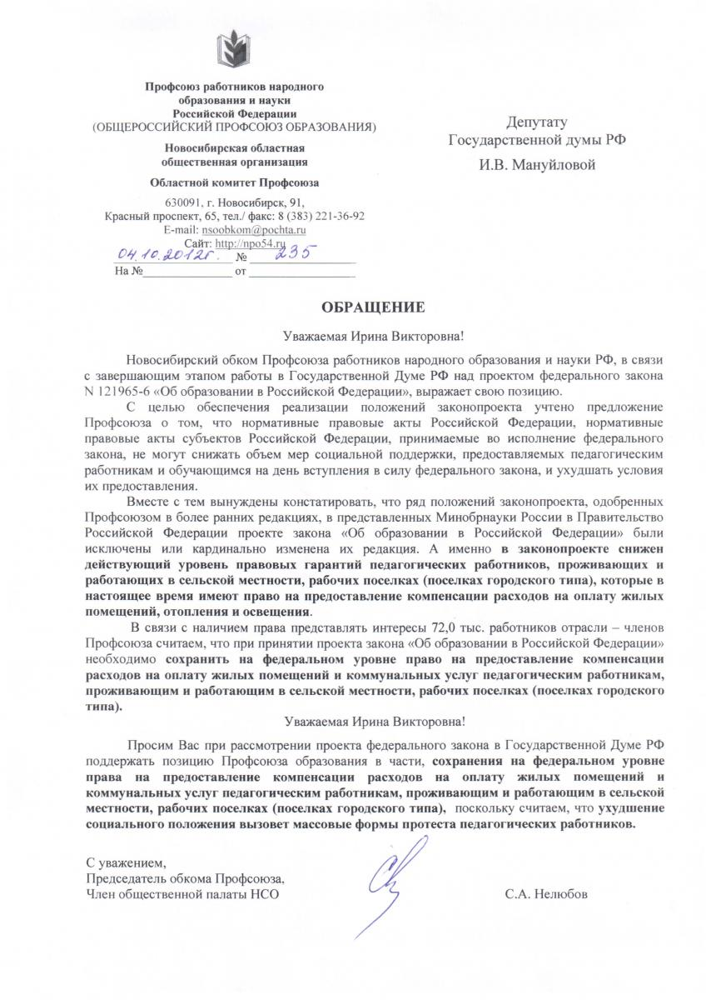 Профсоюз работников народного
образования и науки
Российской Федерации
(ОБЩЕРОССИЙСКИЙ ПРОФСОЮЗ ОБРАЗОВАНИЯ)
Новосибирская областная
общественная организация
Областной комитет Профсоюза
630091, г. Новосибирск, 91,
Красный проспект, 65, тел./ факс: 8 (383) 221-36-92
E-mail: nsoobkom@pochta.ru
Сайт: http://npo54.ru
04.10.2012г. № 235
На №________________ от ___________________
Депутату
Государственной думы РФ
И.В. Мануйловой
ОБРАЩЕНИЕ
Уважаемая Ирина Викторовна!
Новосибирский обком Профсоюза работников народного образования и науки РФ, в связи
с завершающим этапом работы в Государственной Думе РФ над проектом федерального закона
N 121965-6 «Об образовании в Российской Федерации», выражает свою позицию.
С целью обеспечения реализации положений законопроекта учтено предложение
Профсоюза о том, что нормативные правовые акты Российской Федерации, нормативные
правовые акты субъектов Российской Федерации, принимаемые во исполнение федерального
закона, не могут снижать объем мер социальной поддержки, предоставляемых педагогическим
работникам и обучающимся на день вступления в силу федерального закона, и ухудшать условия
их предоставления.
Вместе с тем вынуждены констатировать, что ряд положений законопроекта, одобренных
Профсоюзом в более ранних редакциях, в представленных Минобрнауки России в Правительство
Российской Федерации проекте закона «Об образовании в Российской Федерации» были
исключены или кардинально изменена их редакция. А именно в законопроекте снижен
действующий уровень правовых гарантий педагогических работников, проживающих и
работающих в сельской местности, рабочих поселках (поселках городского типа), которые в
настоящее время имеют право на предоставление компенсации расходов на оплату жилых
помещений, отопления и освещения.
В связи с наличием права представлять интересы 72,0 тыс. работников отрасли – членов
Профсоюза считаем, что при принятии проекта закона «Об образовании в Российской Федерации»
необходимо сохранить на федеральном уровне право на предоставление компенсации
расходов на оплату жилых помещений и коммунальных услуг педагогическим работникам,
проживающим и работающим в сельской местности, рабочих поселках (поселках городского
типа).
Уважаемая Ирина Викторовна!
Просим Вас при рассмотрении проекта федерального закона в Государственной Думе РФ
поддержать позицию Профсоюза образования в части, сохранения на федеральном уровне
права на предоставление компенсации расходов на оплату жилых помещений и
коммунальных услуг педагогическим работникам, проживающим и работающим в сельской
местности, рабочих поселках (поселках городского типа), поскольку считаем, что ухудшение
социального положения вызовет массовые формы протеста педагогических работников.
С уважением,
Председатель обкома Профсоюза,
Член общественной палаты НСО С.А. Нелюбов